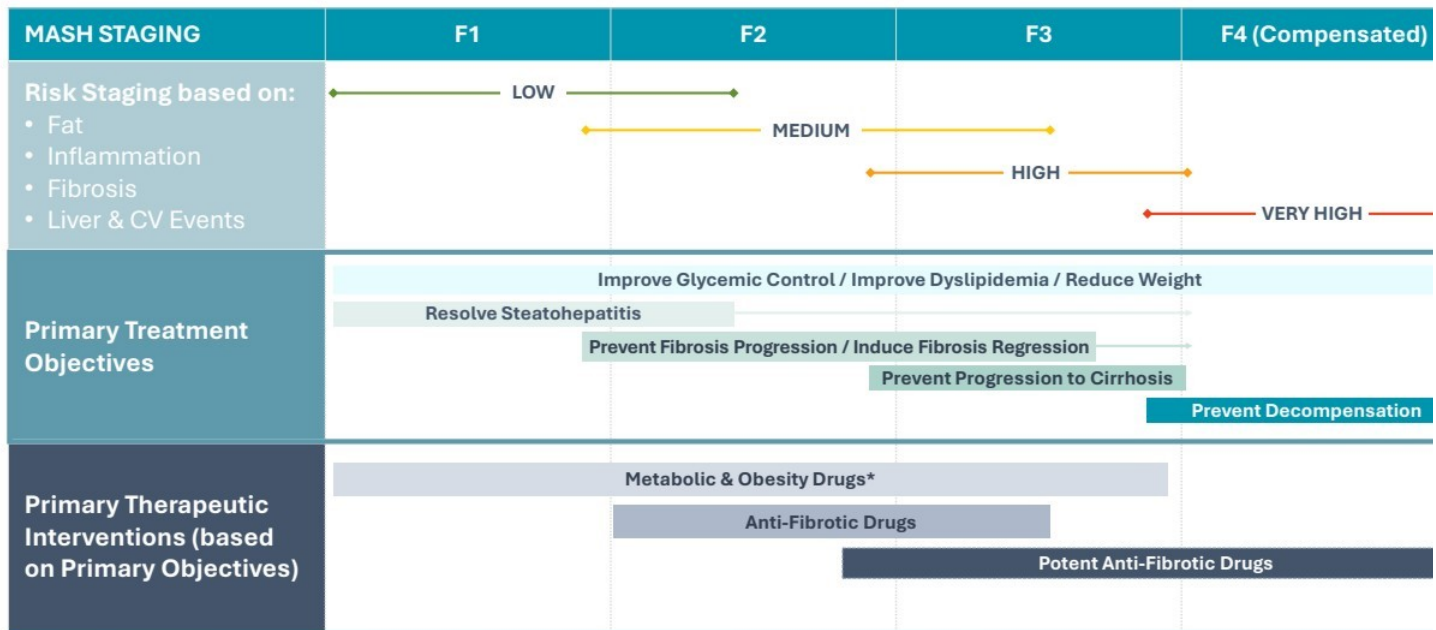 MASH STAGING F1 F2 F3 F4 (Compensated)
Risk Staging based on:
• Fat
• Inflammation
• Fibrosis
• Liver & CV Events
LOW
MEDIUM
HIGH
VERY HIGH
Primary Treatment
Objectives
Improve Glycemic Control / Improve Dyslipidemia / Reduce Weight
Resolve Steatohepatitis
Prevent Fibrosis Progression / Induce Fibrosis Regression
Prevent Progression to Cirrhosis
Prevent Decompensation
Primary Therapeutic
Interventions (based
on Primary Objectives)
Metabolic & Obesity Drugs*
Anti-Fibrotic Drugs
Potent Anti-Fibrotic Drugs